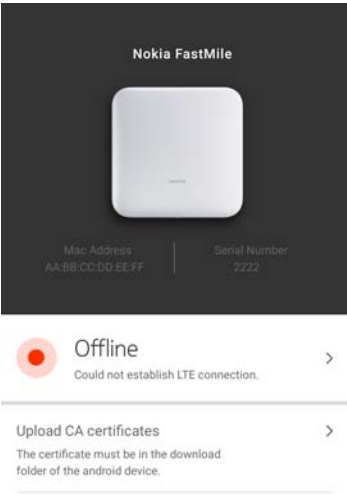 Nokia FastMile
Mac Address
AA:BB:CC:DD:EE:FF
Serial Number
2222
Offline
Could not establish LTE connection.
Upload CA certificates
The certificate must be in the download
folder of the android device.